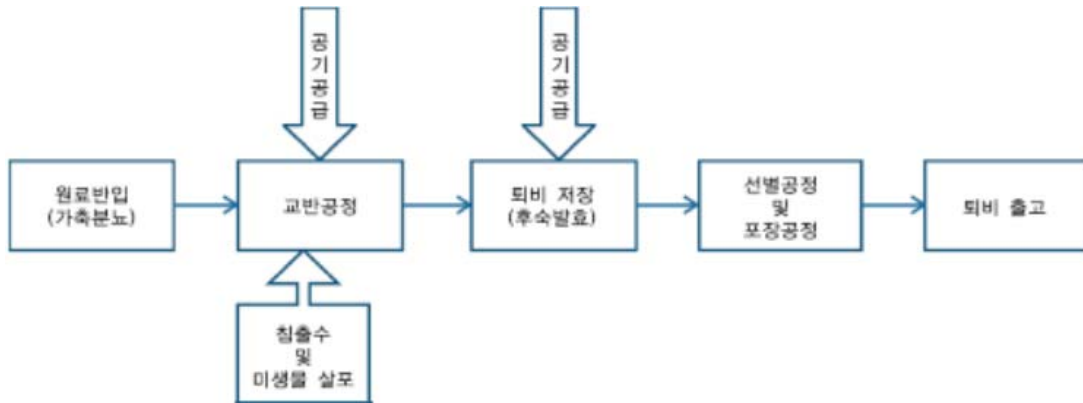 공
기
공
급
공
기
공
급
원료반입
(가축분뇨)
교반공정
퇴비 저장
(후숙발효)
선별공정
및
포장공정
퇴비 출고
침출수
및
미생물 살포